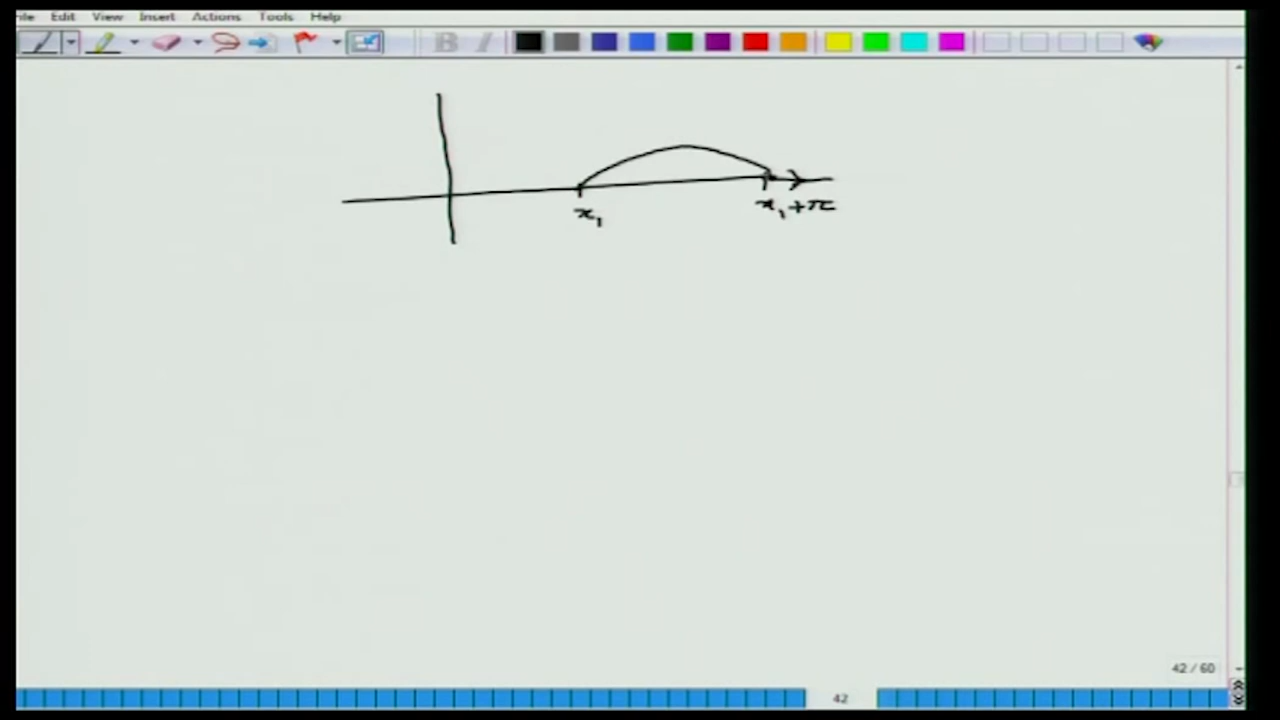 File Edit View Insert Actions Tools Help
B I
x₁ x₁+π
42 / 60
42